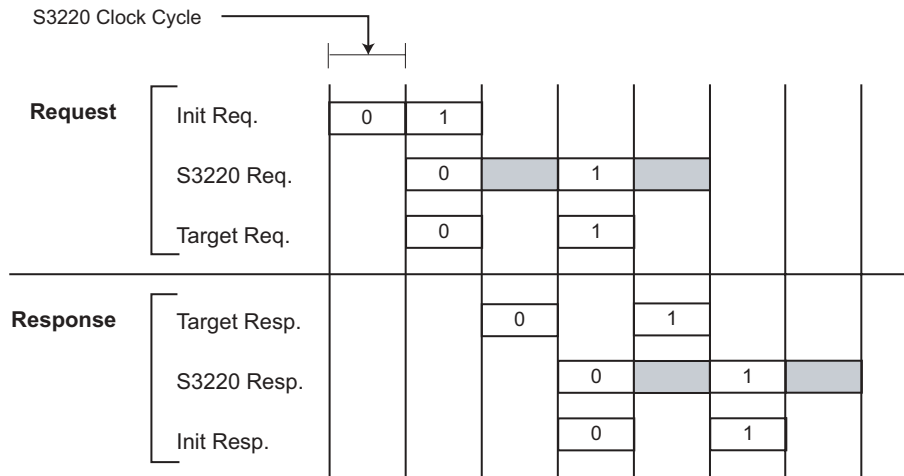 S3220 Clock Cycle
Request
Init Req.
0 1
S3220 Req.
0 1
Target Req.
0 1
Response
Target Resp.
0 1
S3220 Resp.
0 1
Init Resp.
0 1